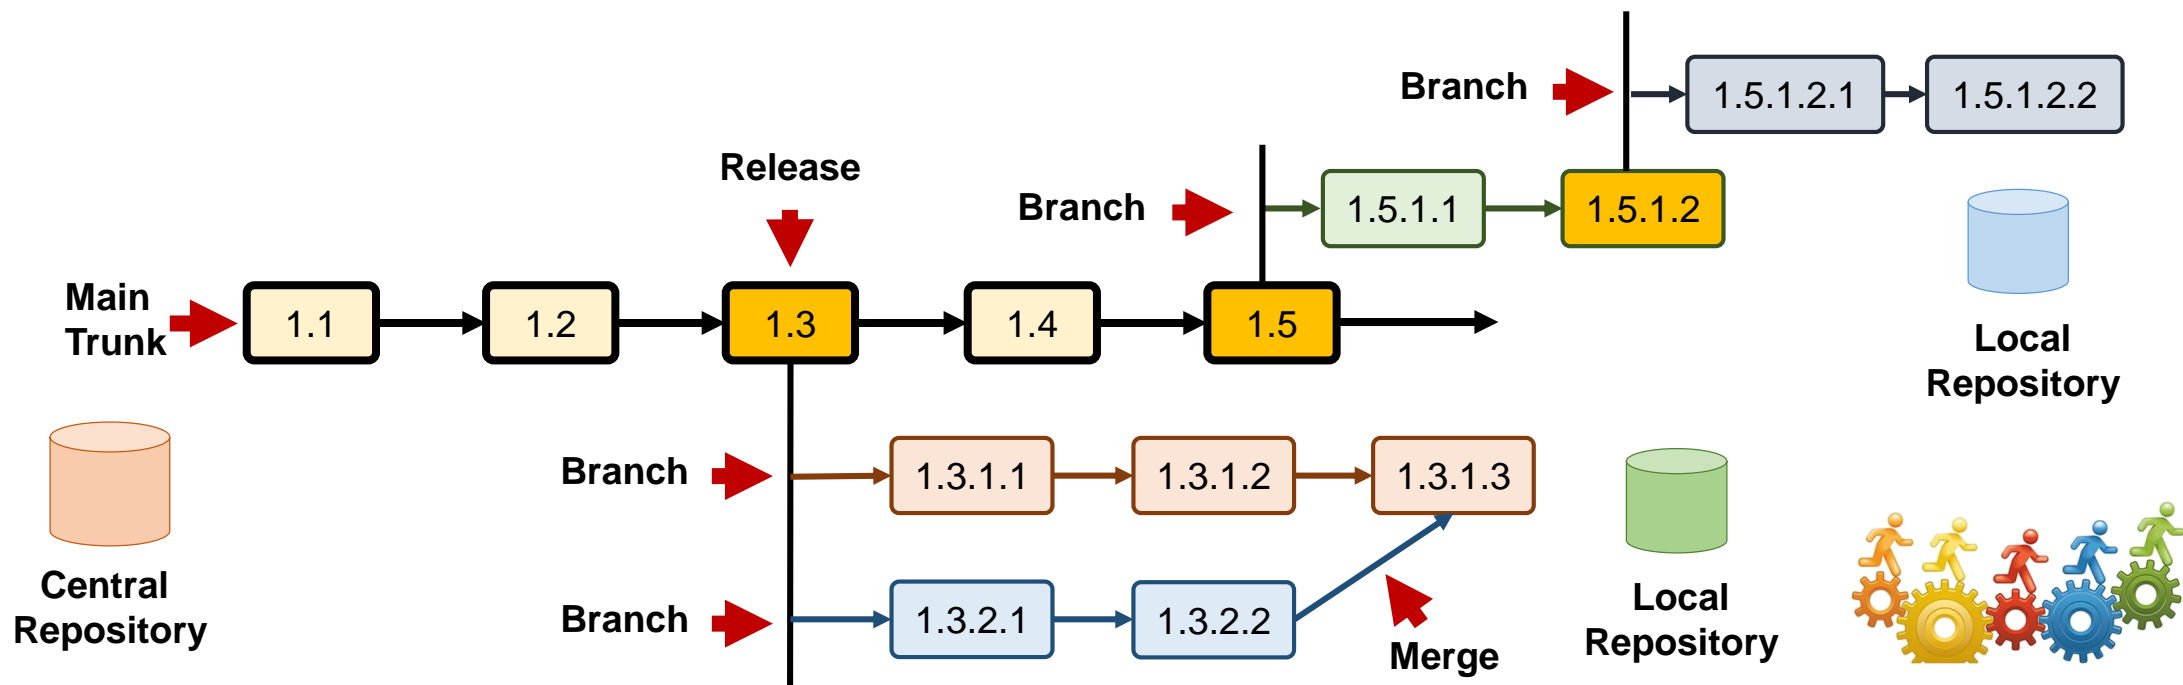 Branch
1.5.1.2.1
1.5.1.2.2
Release
Branch
1.5.1.1
1.5.1.2
Main
Trunk
1.1
1.2
1.3
1.4
1.5
Local
Repository
Branch
1.3.1.1
1.3.1.2
1.3.1.3
Central
Repository
Branch
1.3.2.1
1.3.2.2
Merge
Local
Repository